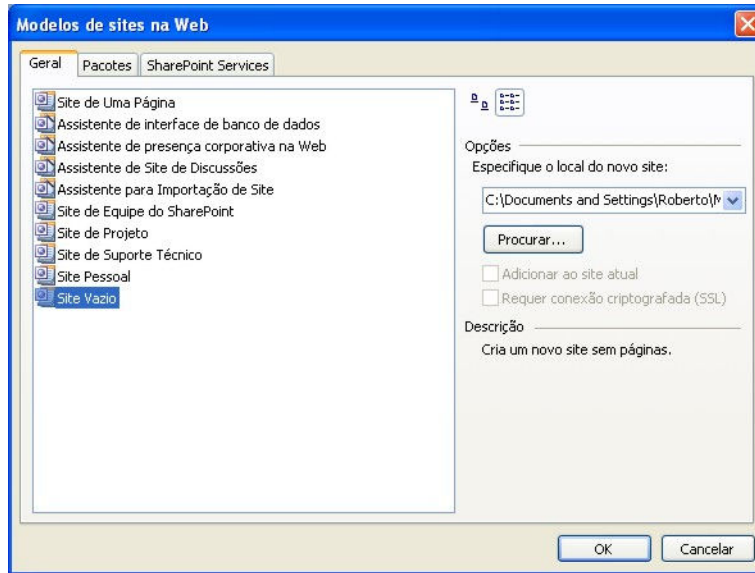 Modelos de sites na Web
Geral Pacotes SharePoint Services
Site de Uma Página
Assistente de interface de banco de dados
Assistente de presença corporativa na Web
Assistente de Site de Discussões
Assistente para Importação de Site
Site de Equipe do SharePoint
Site de Projeto
Site de Suporte Técnico
Site Pessoal
Site Vazio
Opções
Especifique o local do novo site:
C:\Documents and Settings\Roberto\M
Procurar...
Adicionar ao site atual
Requer conexão criptografada (SSL)
Descrição
Cria um novo site sem páginas.
OK Cancelar